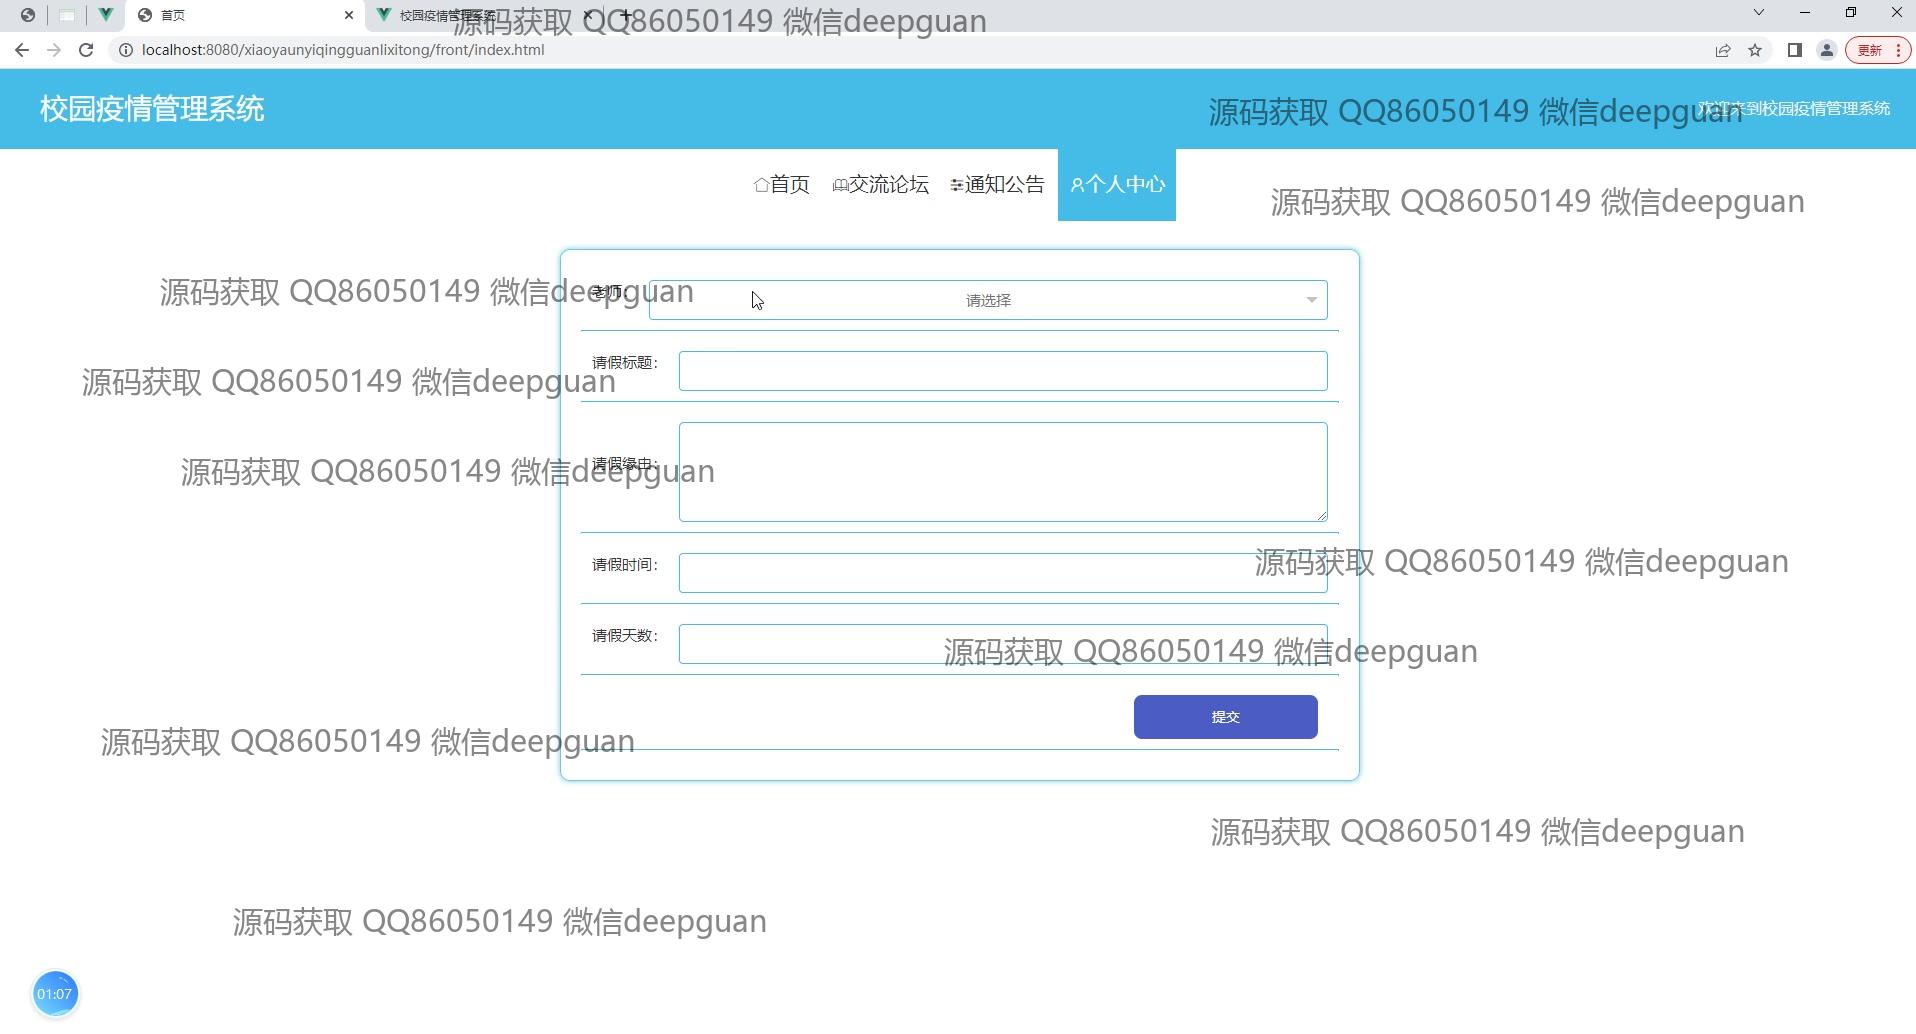 首页
校园疫情管理系统
源码获取 QQ86050149 微信deepguan
localhost:8080/xiaoyaunyiqingguanlixitong/front/index.html
更新
校园疫情管理系统
源码获取 QQ86050149 微信deepguan
欢迎来到校园疫情管理系统
首页
交流论坛
通知公告
个人中心
源码获取 QQ86050149 微信deepguan
源码获取 QQ86050149 微信deepguan
老师:
请选择
请假标题:
源码获取 QQ86050149 微信deepguan
请假缘由:
源码获取 QQ86050149 微信deepguan
请假时间:
源码获取 QQ86050149 微信deepguan
请假天数:
源码获取 QQ86050149 微信deepguan
提交
源码获取 QQ86050149 微信deepguan
源码获取 QQ86050149 微信deepguan
源码获取 QQ86050149 微信deepguan
01:07